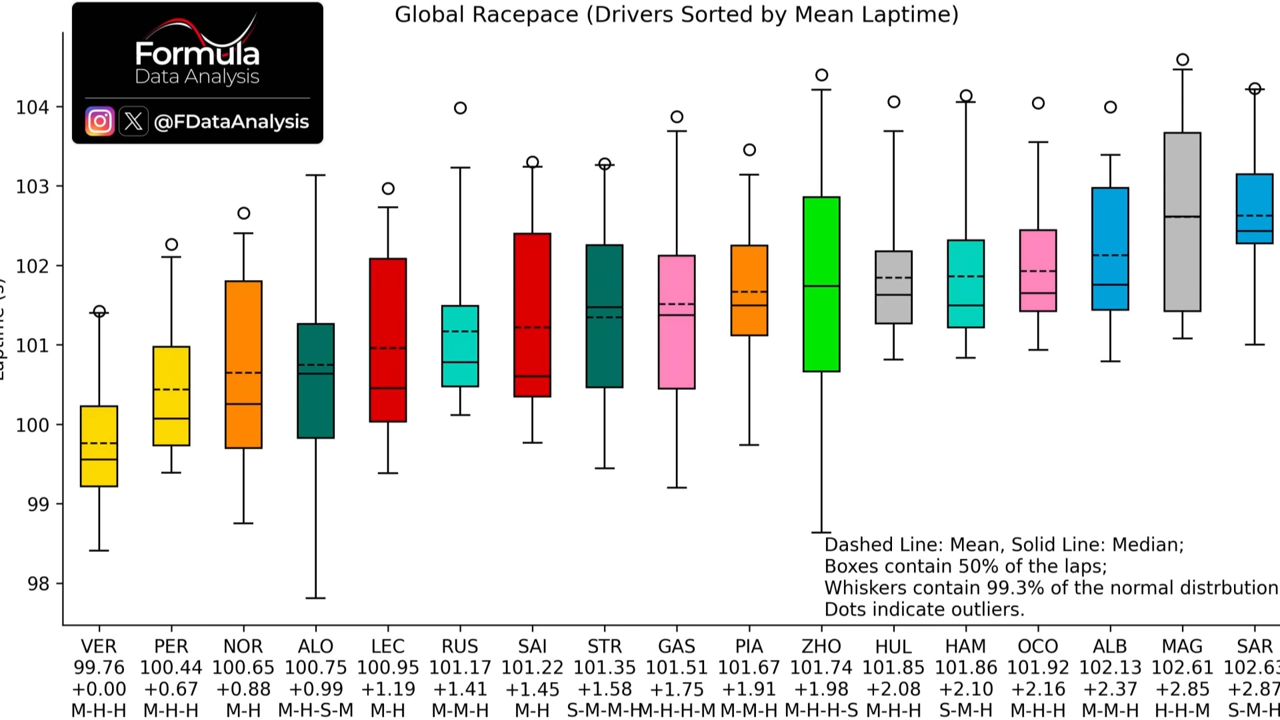 Global Racepace (Drivers Sorted by Mean Laptime)
Formula
Data Analysis
@FDataAnalysis
104
103
102
101
100
99
98
Dashed Line: Mean, Solid Line: Median;
Boxes contain 50% of the laps;
Whiskers contain 99.3% of the normal distrbution
Dots indicate outliers.
VER PER NOR ALO LEC RUS SAI STR GAS PIA ZHO HUL HAM OCO ALB MAG SAR
99.76 100.44 100.65 100.75 100.95 101.17 101.22 101.35 101.51 101.67 101.74 101.85 101.86 101.92 102.13 102.61 102.63
+0.00 +0.67 +0.88 +0.99 +1.19 +1.41 +1.45 +1.58 +1.75 +1.91 +1.98 +2.08 +2.10 +2.16 +2.37 +2.85 +2.87
M-H-H M-H-H M-H M-H-S-M M-H M-M-H M-H S-M-M-H M-H-H-M M-M-H M-H-H-S M-H-H S-M-H M-H-H M-M-H H-H-M S-M-H